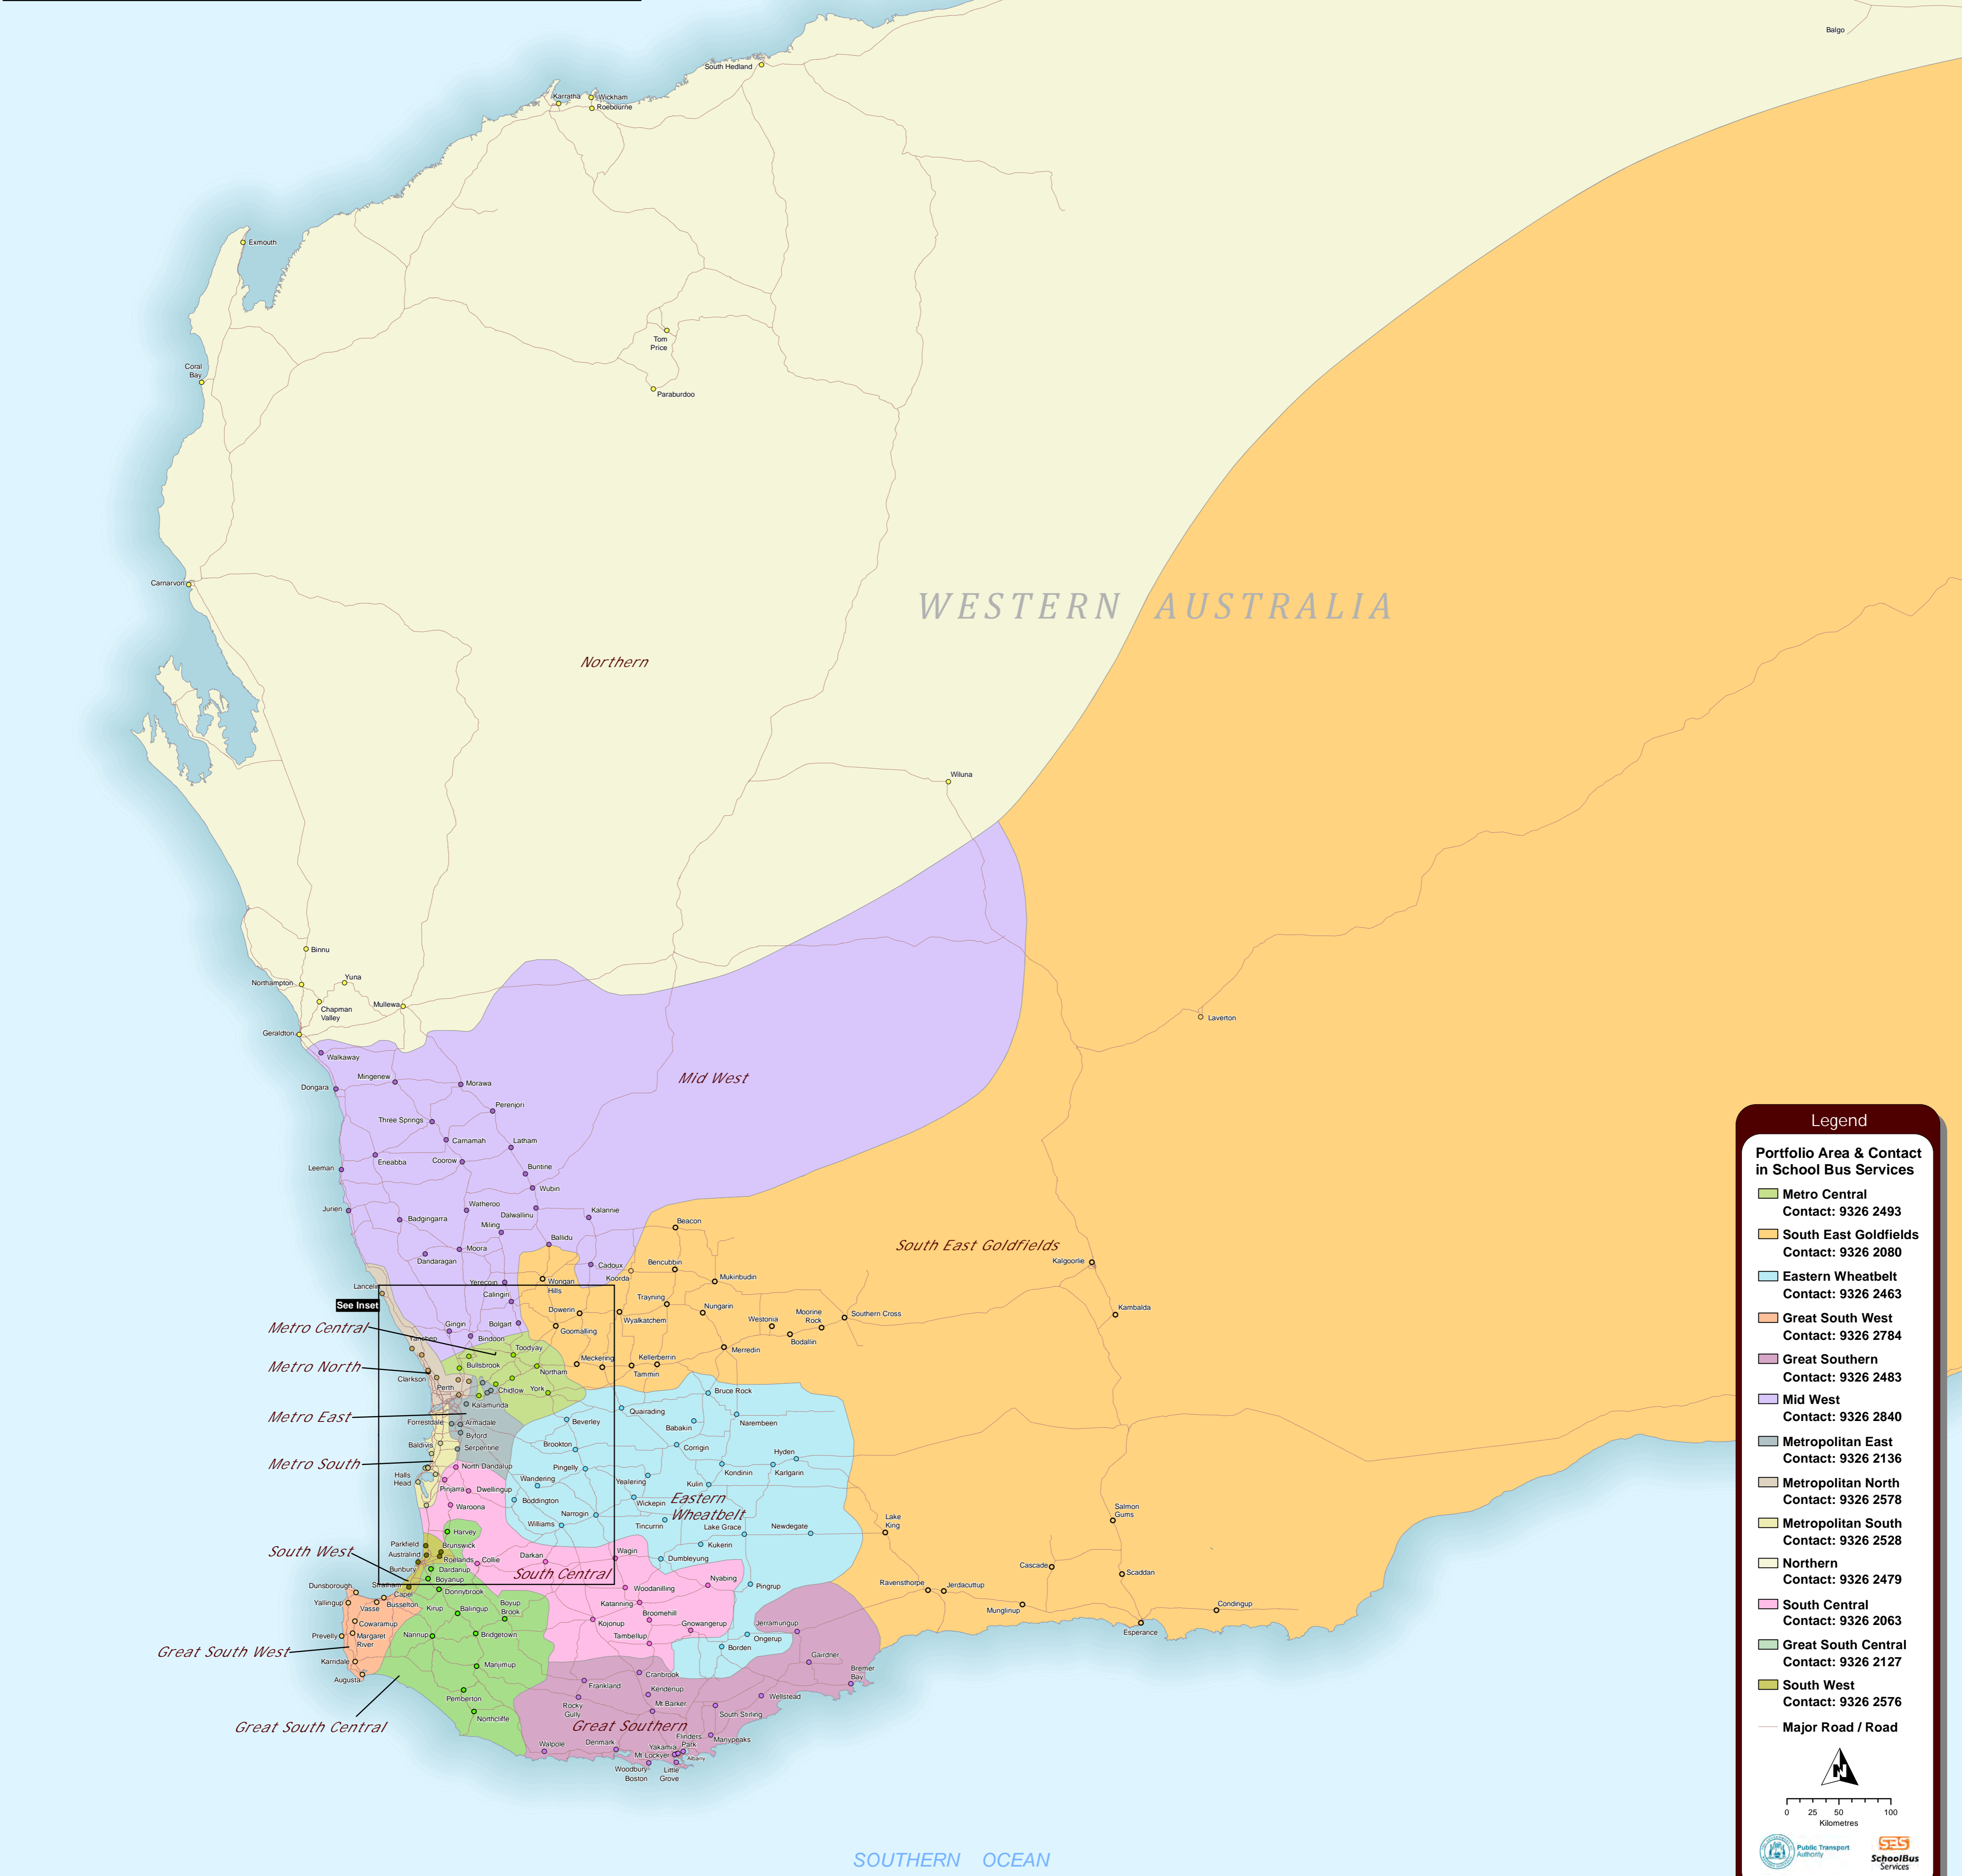 Balgo
South Hedland
Karratha
Wickham
Roebourne
Exmouth
Tom
Price
Coral
Bay
Paraburdoo
Carnarvon
WESTERN AUSTRALIA
Northern
Wiluna
Binnu
Yuna
Northampton
Mullewa
Chapman
Valley
Geraldton
Laverton
Walkaway
Mid West
Mingenew
Morawa
Dongara
Perenjori
Three Springs
Carnamah
Latham
Eneabba
Coorow
Leeman
Buntine
Wubin
Watheroo
Jurien
Dalwallinu
Kalannie
Badgingarra
Miling
Beacon
Ballidu
South East Goldfields
Moora
Dandaragan
Cadoux
Bencubbin
Kalgoorlie
Koorda
Mukinbudin
Yerecoin
Wongan
Hills
Lancelin
Calingiri
Trayning
See Inset
Dowerin
Nungarin
Kambalda
Wyalkatchem
Westonia
Moorine
Rock
Southern Cross
Metro Central
Gingin
Bolgart
Goomalling
Yanchep
Bindoon
Bodallin
Toodyay
Merredin
Metro North
Bullsbrook
Meckering
Kellerberrin
Northam
Tammin
Clarkson
Perth
Chidlow
York
Bruce Rock
Kalamunda
Quairading
Metro East
Forrestdale
Armadale
Beverley
Babakin
Narembeen
Byford
Baldivis
Serpentine
Brookton
Corrigin
Hyden
Metro South
North Dandalup
Pingelly
Kondinin
Karlgarin
Halls
Head
Wandering
Yealering
Kulin
Pinjarra
Dwellingup
Boddington
Wickepin
Eastern
Wheatbelt
Waroona
Narrogin
Salmon
Gums
Williams
Tincurrin
Lake Grace
Newdegate
Lake
King
Harvey
Parkfield
Brunswick
Kukerin
South West
Australind
Roelands
Collie
Darkan
Wagin
Dumbleyung
Bunbury
Dardanup
South Central
Cascade
Scaddan
Stratham
Boyanup
Woodanilling
Nyabing
Pingrup
Ravensthorpe
Jerdacuttup
Dunsborough
Capel
Donnybrook
Yallingup
Vasse
Busselton
Kirup
Balingup
Boyup
Brook
Katanning
Broomehill
Munglinup
Condingup
Cowaramup
Kojonup
Gnowangerup
Jerramungup
Esperance
Prevelly
Margaret
River
Nannup
Bridgetown
Tambellup
Ongerup
Borden
Great South West
Karridale
Manjimup
Gairdner
Augusta
Cranbrook
Bremer
Bay
Frankland
Kendenup
Pemberton
Rocky
Gully
Mt Barker
Wellstead
Northcliffe
South Stirling
Great South Central
Great Southern
Flinders
Park
Manypeaks
Walpole
Denmark
Yakamia
Mt Lockyer
Albany
Woodbury
Boston
Little
Grove
SOUTHERN OCEAN
Legend
Portfolio Area & Contact
in School Bus Services
Metro Central
Contact: 9326 2493
South East Goldfields
Contact: 9326 2080
Eastern Wheatbelt
Contact: 9326 2463
Great South West
Contact: 9326 2784
Great Southern
Contact: 9326 2483
Mid West
Contact: 9326 2840
Metropolitan East
Contact: 9326 2136
Metropolitan North
Contact: 9326 2578
Metropolitan South
Contact: 9326 2528
Northern
Contact: 9326 2479
South Central
Contact: 9326 2063
Great South Central
Contact: 9326 2127
South West
Contact: 9326 2576
Major Road / Road
N
0 25 50 100
Kilometres
Public Transport
Authority
SBS
SchoolBus
Services